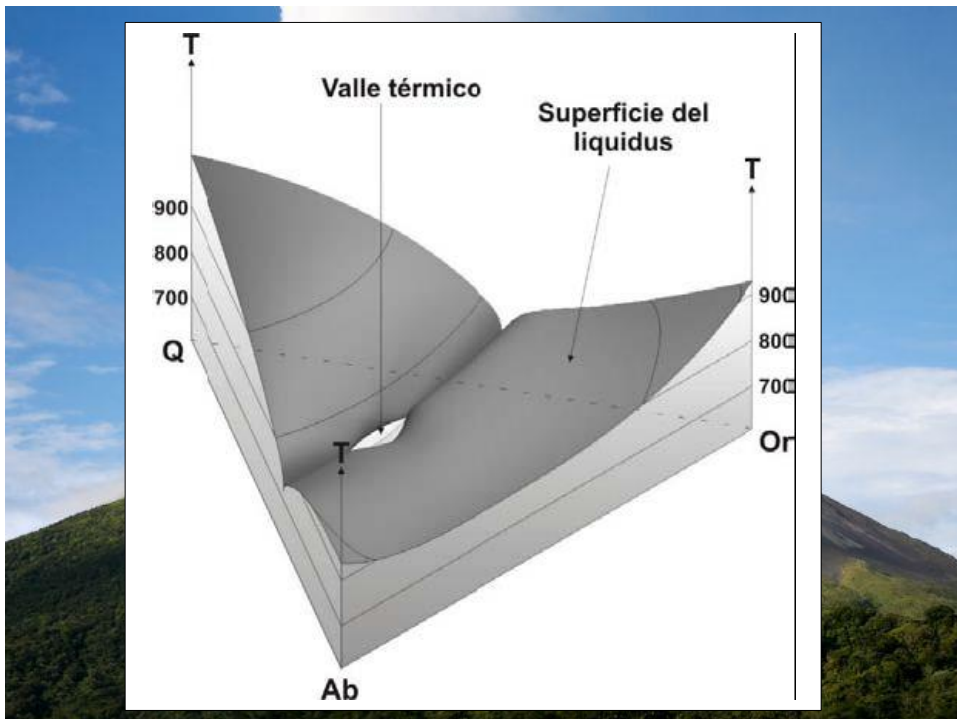 T
Valle térmico
Superficie del
liquidus
T
900
800
700
Q
900
800
700
T
Or
Ab